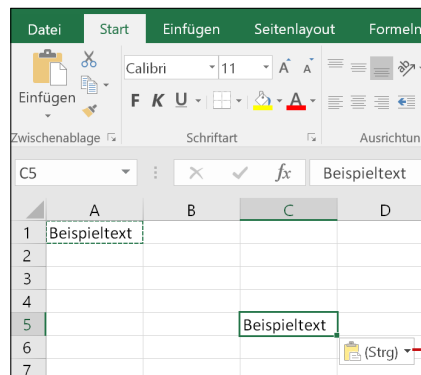 Datei Start Einfügen Seitenlayout Formeln
Calibri 11 A A
Einfügen F K U A
Zwischenablage Schriftart Ausrichtun
C5 fx Beispieltext
A B C D
1 Beispieltext
2
3
4
5 Beispieltext
6 (Strg)
7